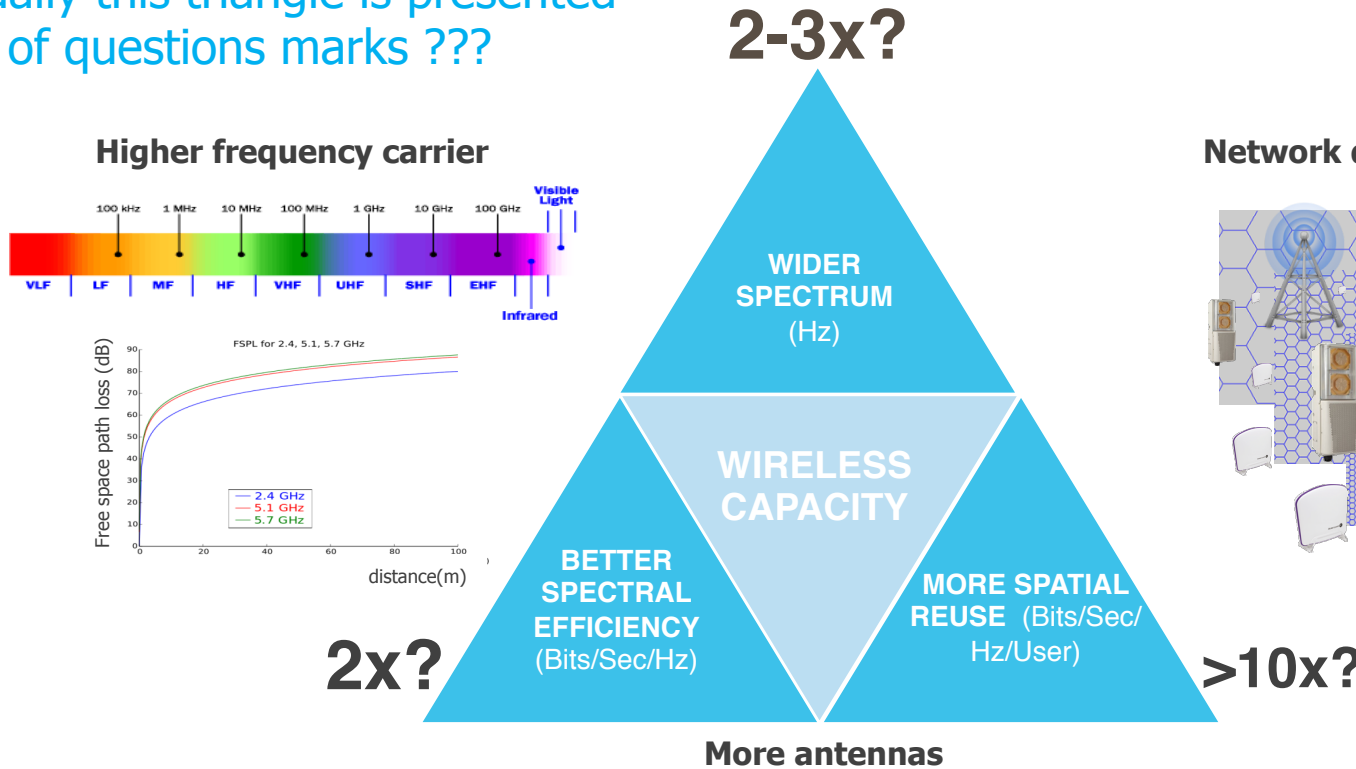 this triangle is presented
of questions marks ???
2-3x?
Higher frequency carrier
Network
Visible
Light
100 kHz 1 MHz 10 MHz 100 MHz 1 GHz 10 GHz 100 GHz
VLF LF MF HF VHF UHF SHF EHF
Infrared
FSPL for 2.4, 5.1, 5.7 GHz
Free space path loss (dB)
90
80
70
60
50
40
30
20
10
0
2.4 GHz
5.1 GHz
5.7 GHz
0 20 40 60 80 100
distance(m)
WIDER
SPECTRUM
(Hz)
WIRELESS
CAPACITY
BETTER
SPECTRAL
EFFICIENCY
(Bits/Sec/Hz)
MORE SPATIAL
REUSE (Bits/Sec/
Hz/User)
2x?
>10x?
More antennas